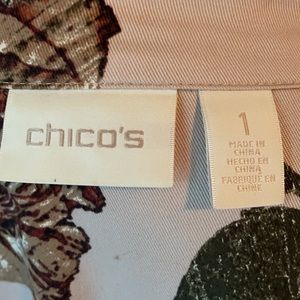 chico's
1
MADE IN
CHINA
HECHO EN
CHINA
FABRIQUÉ EN
CHINE